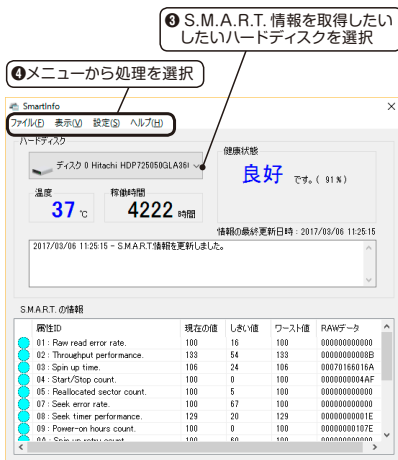 ❸ S.M.A.R.T. 情報を取得したい
したいハードディスクを選択
❹メニューから処理を選択
SmartInfo ×
ファイル(F) 表示(V) 設定(S) ヘルプ(H)
ハードディスク
ディスク 0 Hitachi HDP725050GLA36
健康状態
良好 です。( 91 %)
温度 稼働時間
37 ℃ 4222 時間
情報の最終更新日時 : 2017/03/06 11:25:15
2017/03/06 11:25:15 - S.M.A.R.T.情報を更新しました。
S.M.A.R.T. の情報
属性ID 現在の値 しきい値 ワースト値 RAWデータ
01 : Raw read error rate. 100 16 100 000000000000
02 : Throughput performance. 133 54 133 00000000008B
03 : Spin up time. 106 24 106 00070166016A
04 : Start/Stop count. 100 0 100 0000000004AF
05 : Reallocated sector count. 100 5 100 000000000000
07 : Seek error rate. 100 67 100 000000000000
08 : Seek timer performance. 129 20 129 00000000001E
09 : Power-on hours count. 100 0 100 00000000107E
0A : Spin up retry count. 100 60 100 000000000000